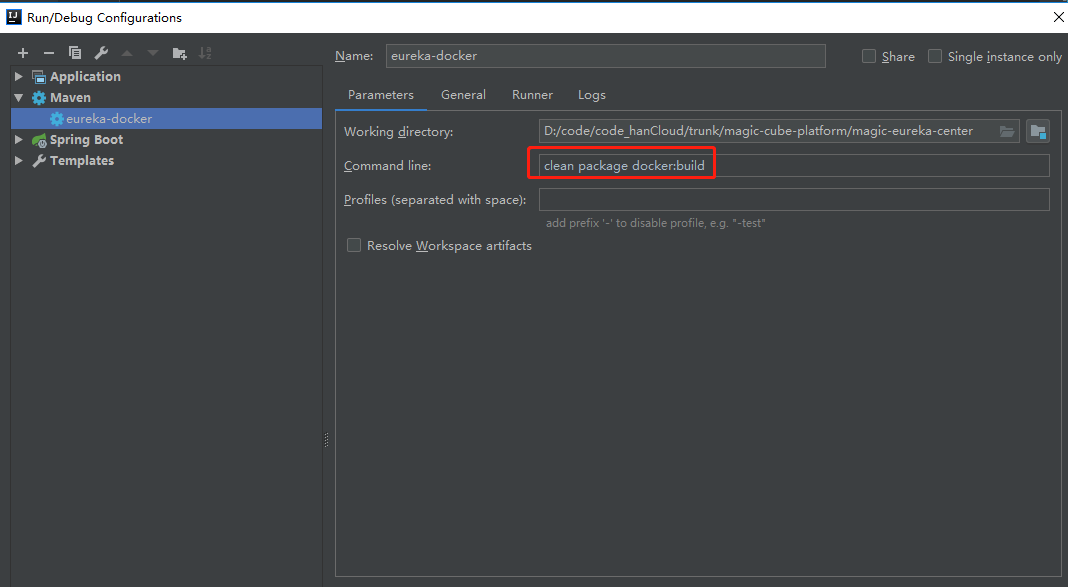 Run/Debug Configurations
Name: eureka-docker Share Single instance only
Application
Maven
eureka-docker
Spring Boot
Templates
Parameters General Runner Logs
Working directory: D:/code/code_hanCloud/trunk/magic-cube-platform/magic-eureka-center
Command line: clean package docker:build
Profiles (separated with space):
add prefix '-' to disable profile, e.g. "-test"
Resolve Workspace artifacts